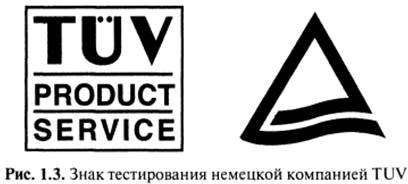 TÜV
PRODUCT
SERVICE
Рис. 1.3. Знак тестирования немецкой компанией TUV